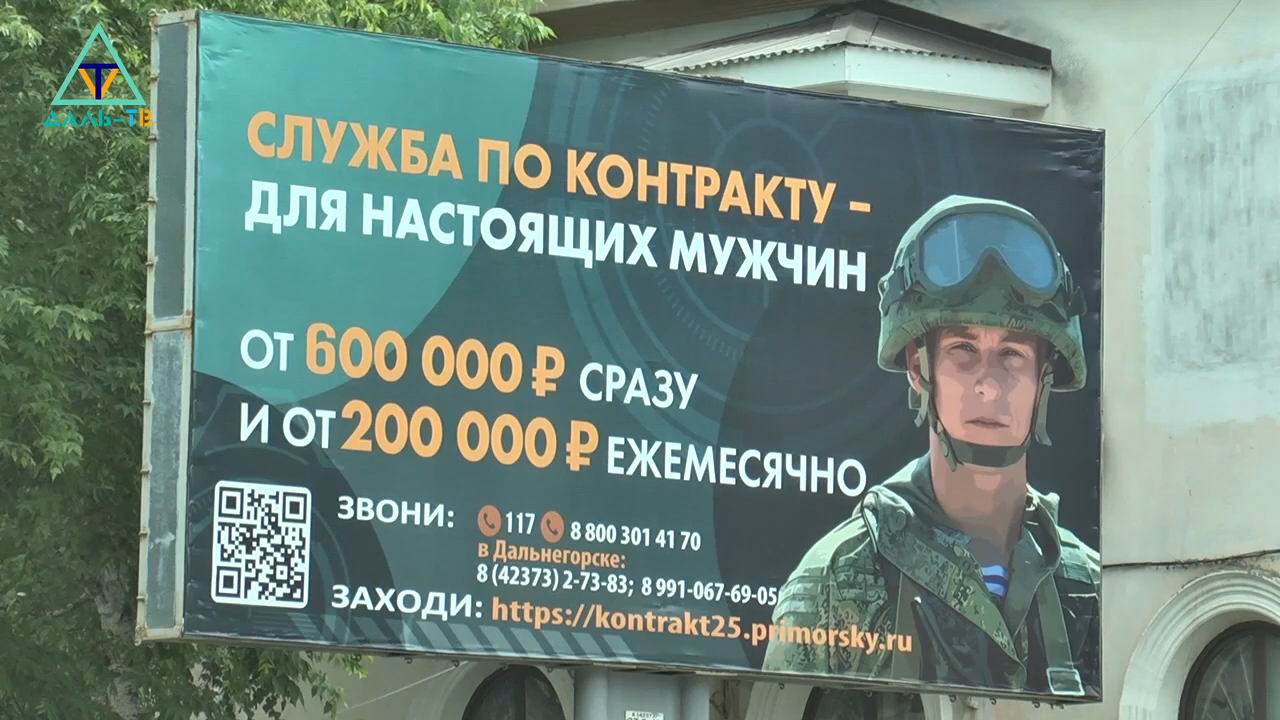 ДАЛЬ-ТВ
СЛУЖБА ПО КОНТРАКТУ –
ДЛЯ НАСТОЯЩИХ МУЖЧИН
ОТ 600 000 ₽ СРАЗУ
И ОТ 200 000 ₽ ЕЖЕМЕСЯЧНО
ЗВОНИ: 117 8 800 301 41 70
в Дальнегорске:
8 (42373) 2-73-83; 8 991-067-69-05
ЗАХОДИ: https://kontrakt25.primorsky.ru